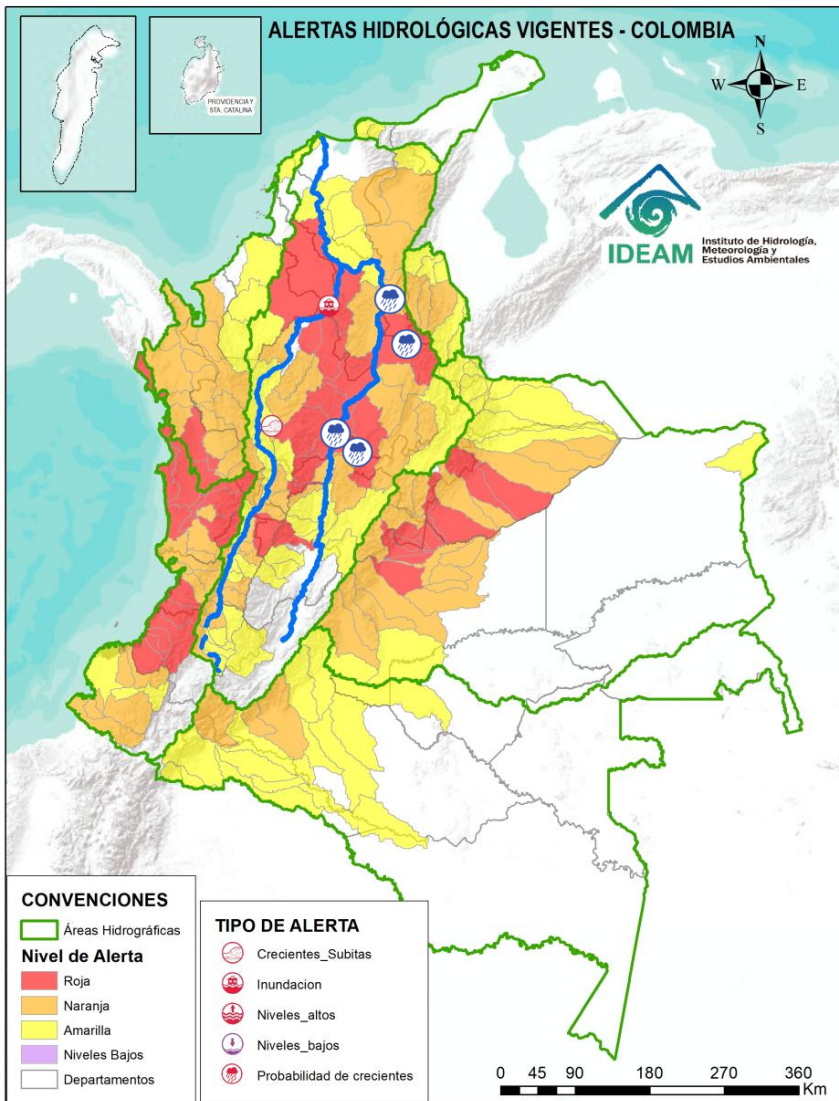 ALERTAS HIDROLÓGICAS VIGENTES - COLOMBIA
PROVIDENCIA Y
STA. CATALINA
N
W
E
S
IDEAM
Instituto de Hidrología,
Meteorología y
Estudios Ambientales
CONVENCIONES
Áreas Hidrográficas
Nivel de Alerta
Roja
Naranja
Amarilla
Niveles Bajos
Departamentos
TIPO DE ALERTA
Crecientes_Subitas
Inundacion
Niveles_altos
Niveles_bajos
Probabilidad de crecientes
0 45 90 180 270 360
Km